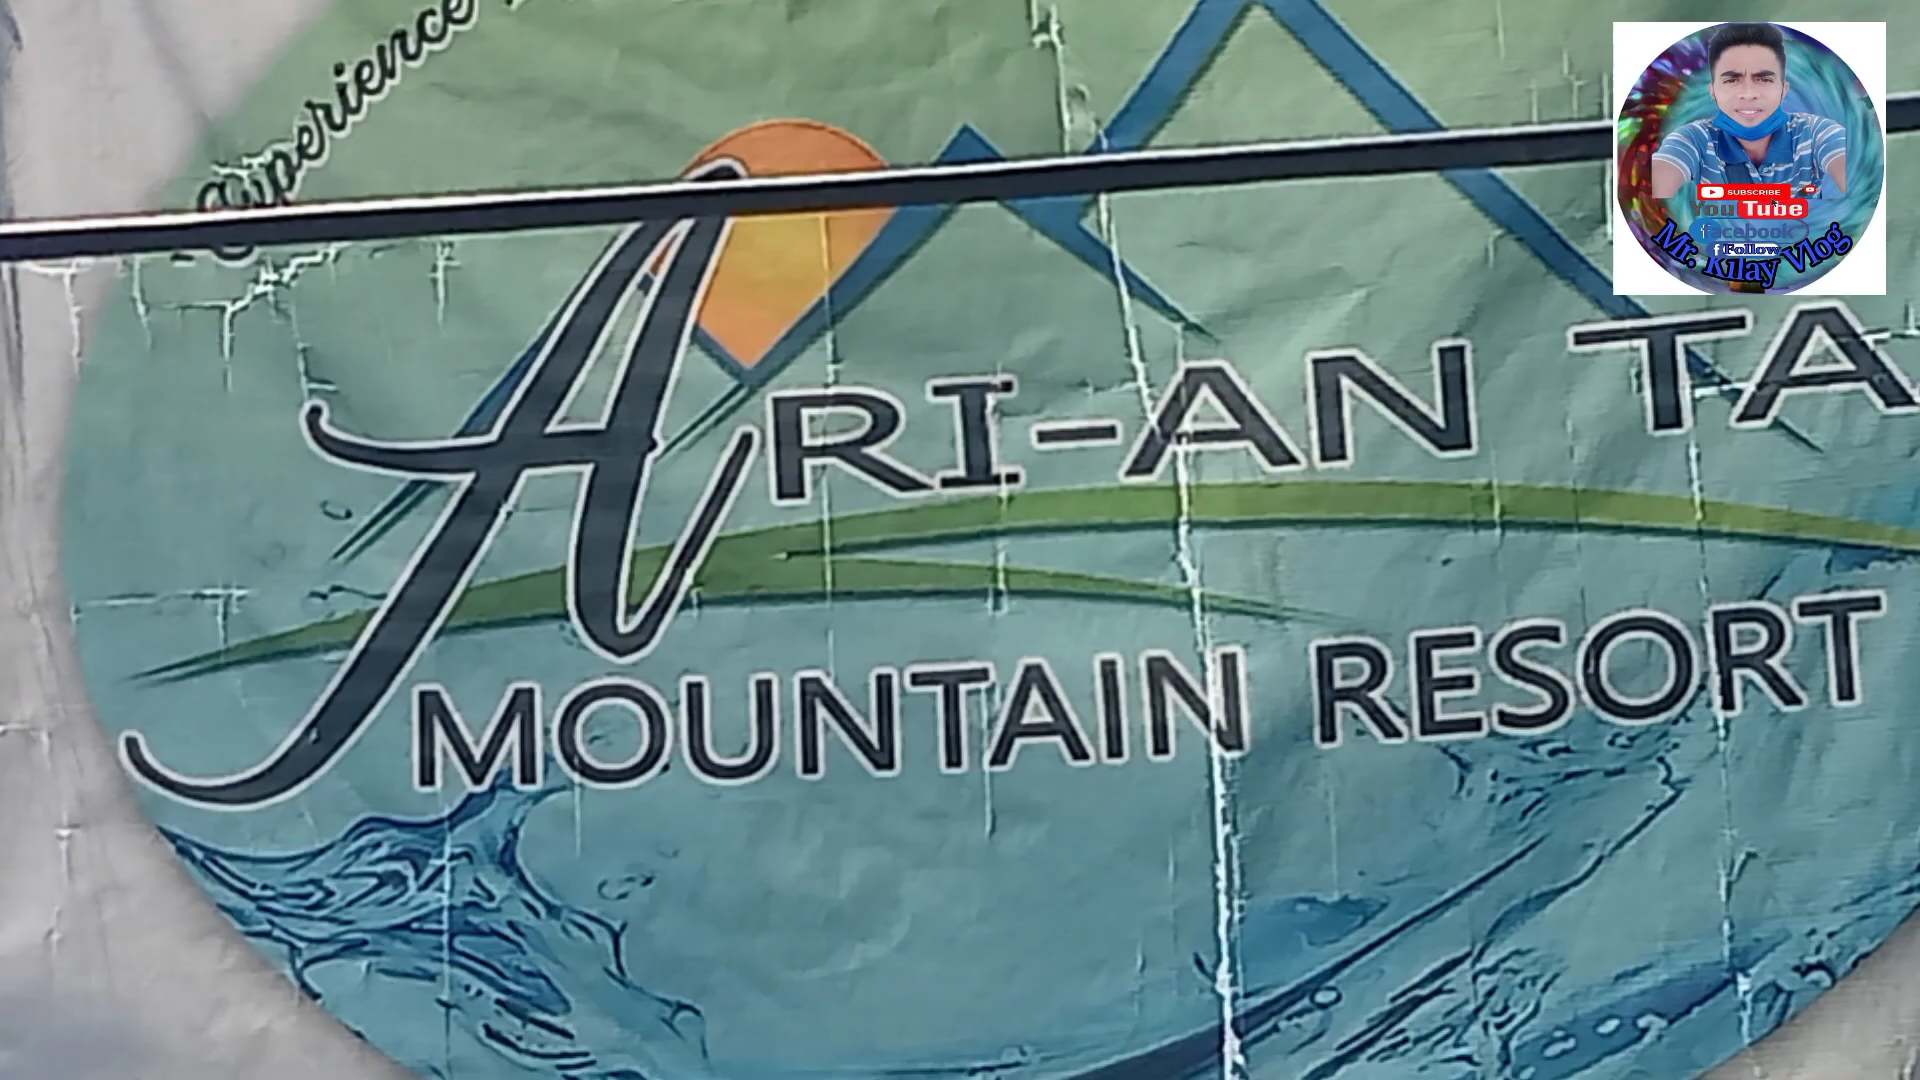 Experience
ARI-AN TA
MOUNTAIN RESORT
SUBSCRIBE
YouTube
facebook
Follow
Mr. Kilay Vlog